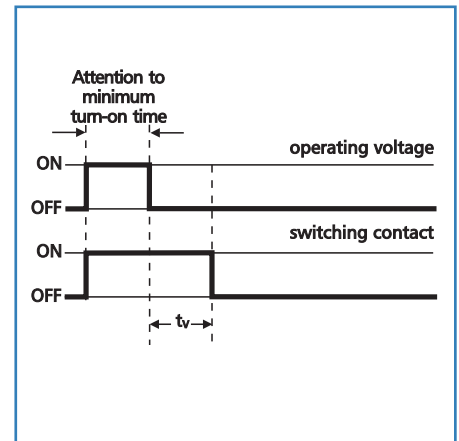 Attention to
minimum
turn-on time
operating voltage
ON
OFF
switching contact
ON
OFF
tv